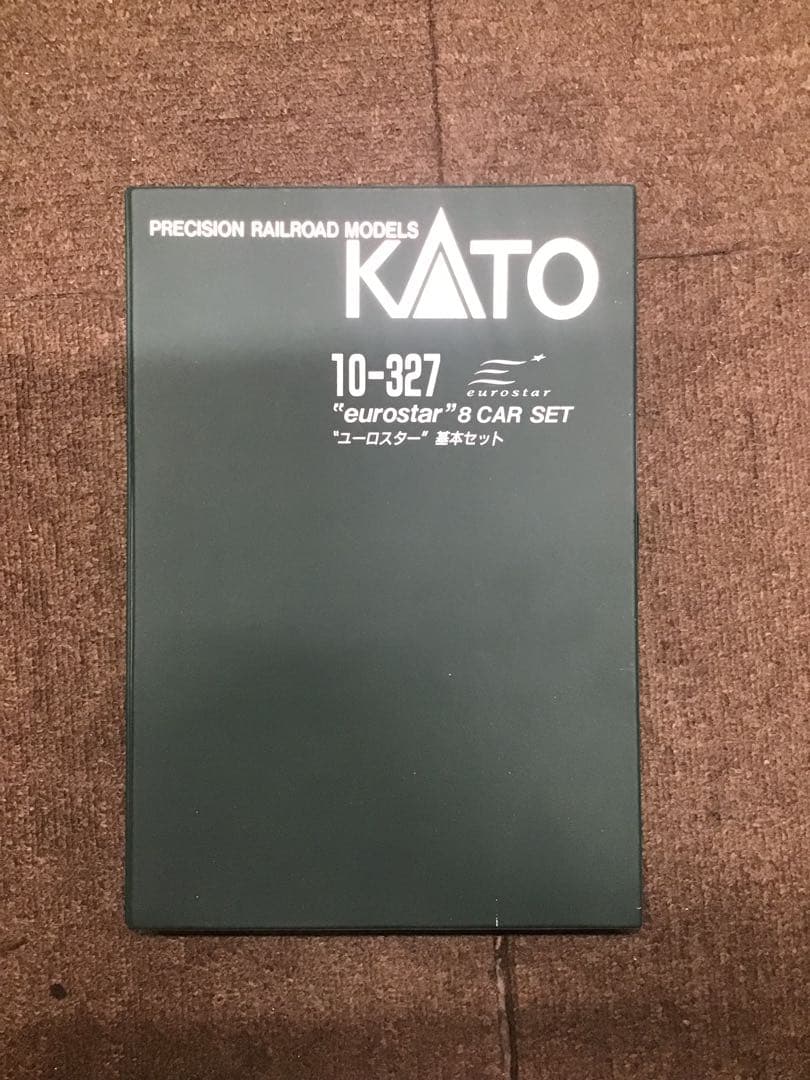 PRECISION RAILROAD MODELS
KATO
10-327
eurostar
"eurostar" 8 CAR SET
"ユーロスター" 基本セット